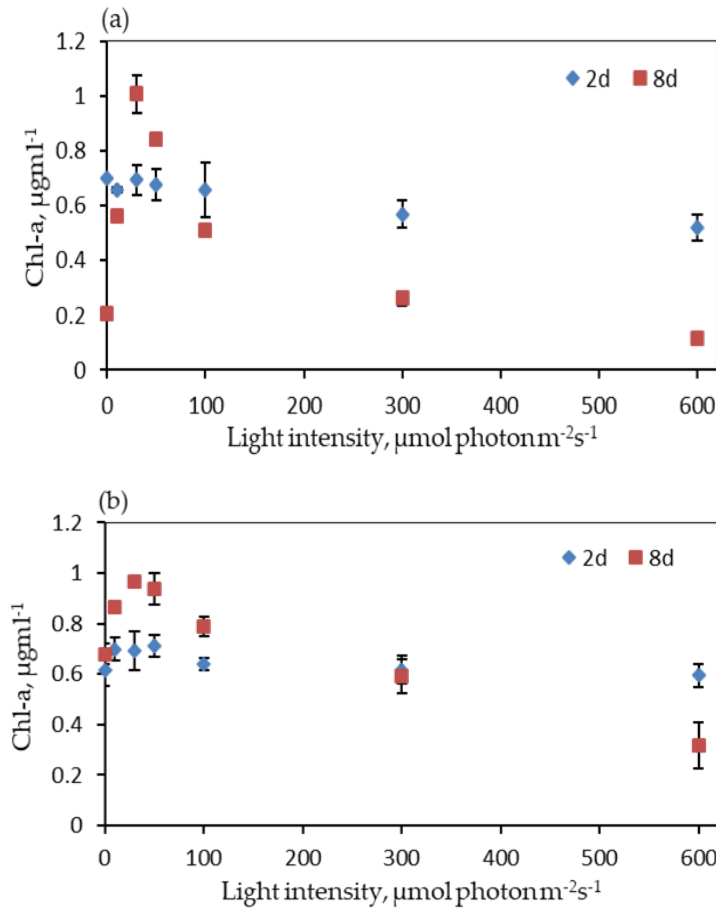 (a)
1.2
1
0.8
0.6
0.4
0.2
0
Chl-a, µgml⁻¹
2d 8d
0 100 200 300 400 500 600
Light intensity, µmol photon m⁻²s⁻¹
(b)
1.2
1
0.8
0.6
0.4
0.2
0
Chl-a, µgml⁻¹
2d 8d
0 100 200 300 400 500 600
Light intensity, µmol photon m⁻²s⁻¹